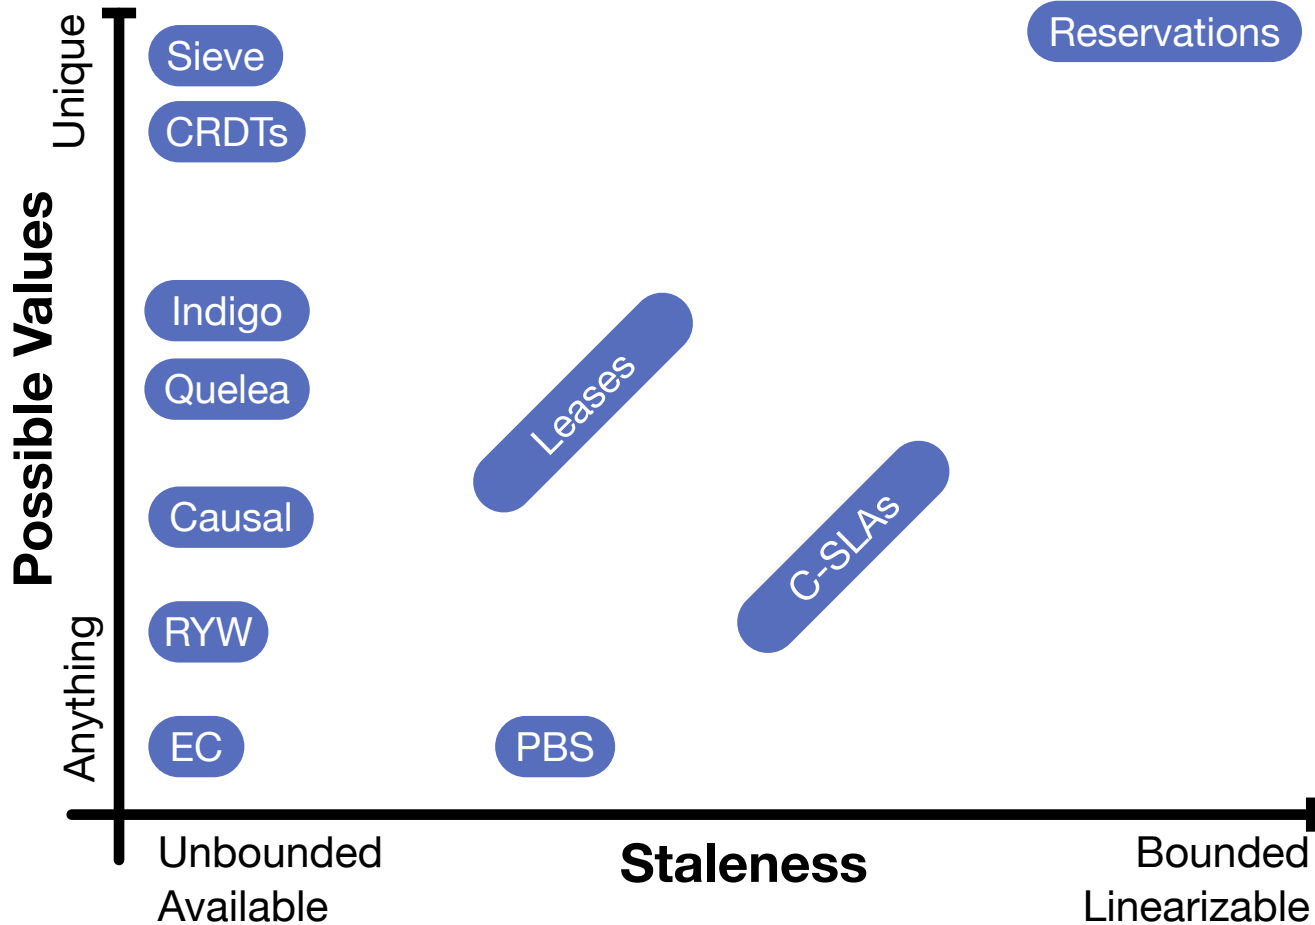 Unique
Possible Values
Anything
Sieve
CRDTs
Indigo
Quelea
Causal
RYW
EC
Leases
C-SLAs
PBS
Reservations
Unbounded
Available
Staleness
Bounded
Linearizable